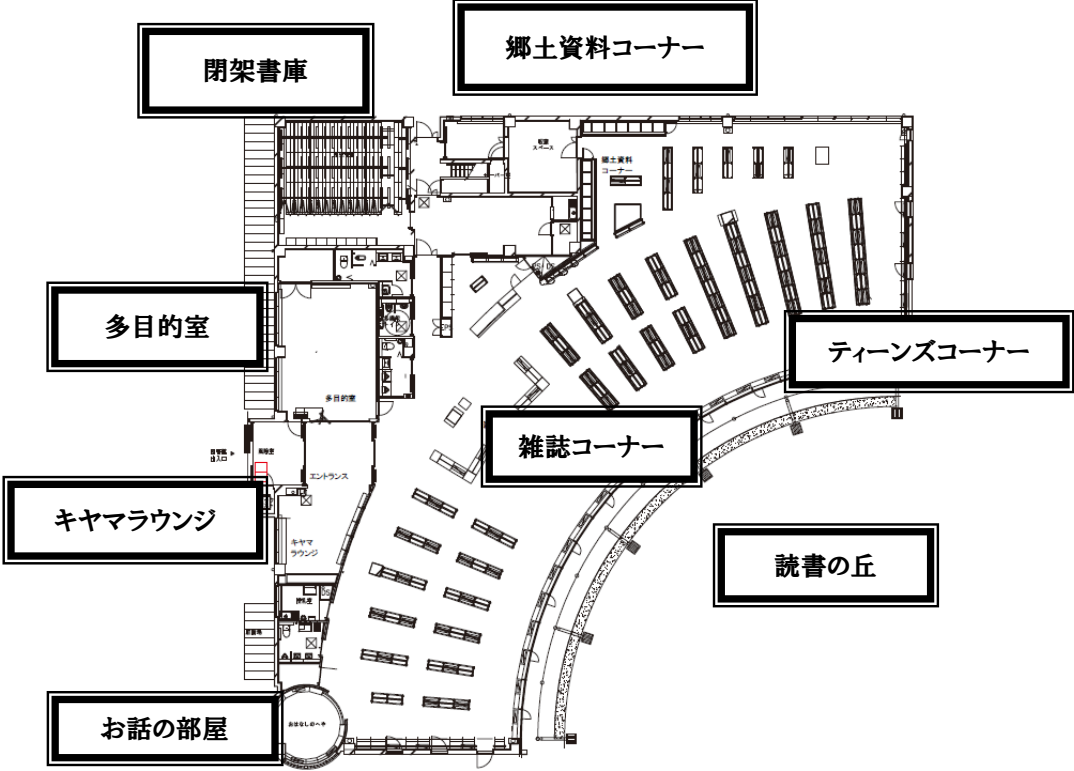 郷土資料コーナー
閉架書庫
郷土資料
コーナー
多目的室
ティーンズコーナー
多目的室
雑誌コーナー
エントランス
キヤマラウンジ
キヤマ
ラウンジ
読書の丘
授乳室
お話の部屋
おはなしのへや